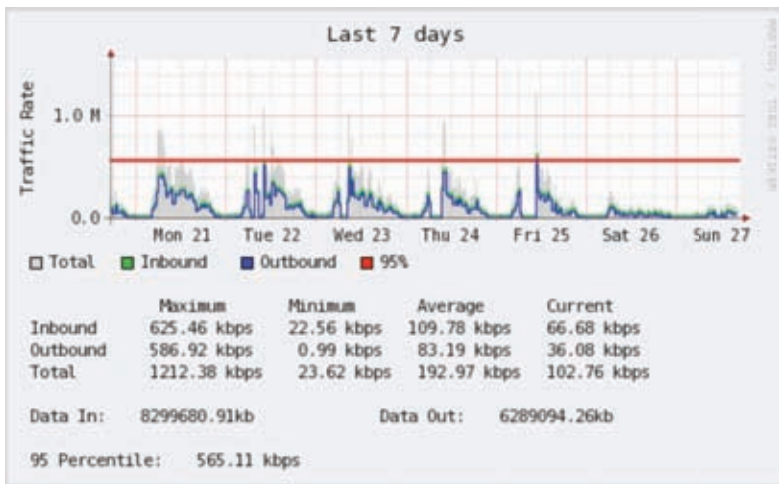 Last 7 days
Traffic Rate
1.0 M
0.0
Mon 21 Tue 22 Wed 23 Thu 24 Fri 25 Sat 26 Sun 27
Total Inbound Outbound 95%
Maximum Minimum Average Current
Inbound 625.46 kbps 22.56 kbps 109.78 kbps 66.68 kbps
Outbound 586.92 kbps 0.99 kbps 83.19 kbps 36.08 kbps
Total 1212.38 kbps 23.62 kbps 192.97 kbps 102.76 kbps
Data In: 8299680.91kb Data Out: 6289094.26kb
95 Percentile: 565.11 kbps